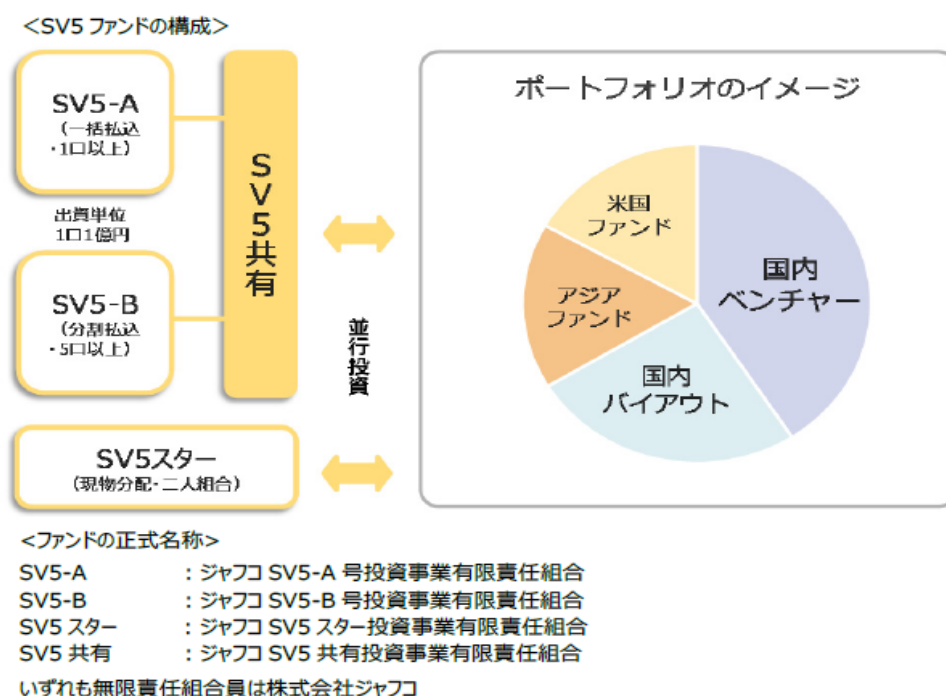 <SV5 ファンドの構成>
SV5-A
(一括払込
・1口以上)
出資単位
1口1億円
SV5-B
(分割払込
・5口以上)
SV5共有
並行投資
SV5スター
(現物分配・二人組合)
ポートフォリオのイメージ
米国
ファンド
アジア
ファンド
国内
ベンチャー
国内
バイアウト
<ファンドの正式名称>
SV5-A : ジャフコ SV5-A 号投資事業有限責任組合
SV5-B : ジャフコ SV5-B 号投資事業有限責任組合
SV5 スター : ジャフコ SV5 スター投資事業有限責任組合
SV5 共有 : ジャフコ SV5 共有投資事業有限責任組合
いずれも無限責任組合員は株式会社ジャフコ